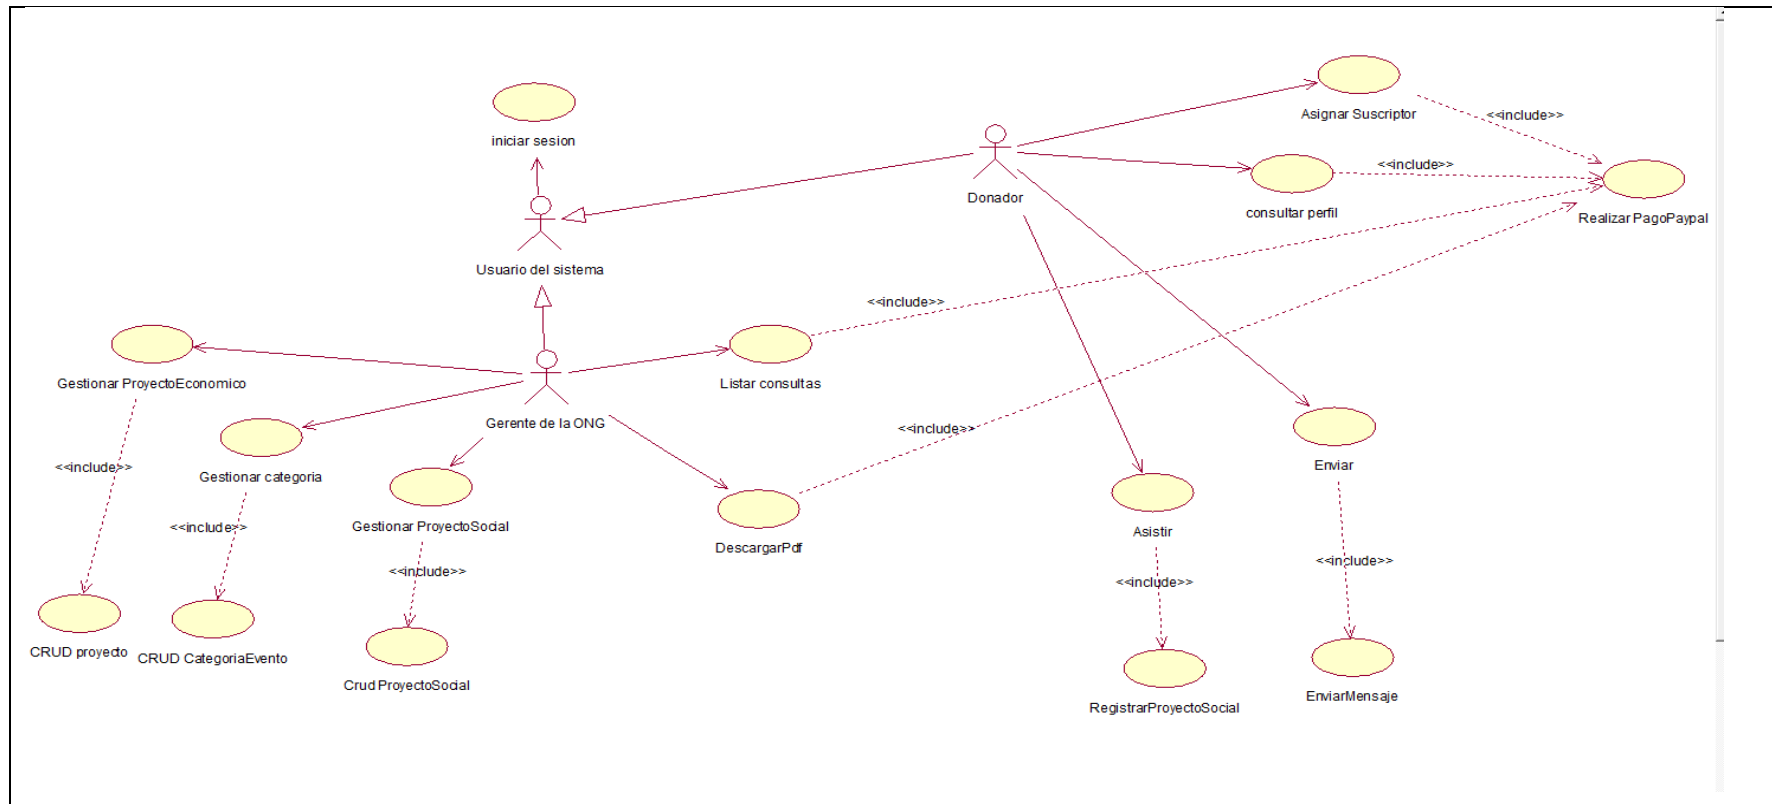 iniciar sesion
Asignar Suscriptor
<<include>>
<<include>>
Donador
consultar perfil
Realizar PagoPaypal
Usuario del sistema
<<include>>
Gestionar ProyectoEconomico
Listar consultas
Gerente de la ONG
<<include>>
<<include>>
Gestionar categoria
Enviar
Gestionar ProyectoSocial
<<include>>
DescargarPdf
Asistir
<<include>>
<<include>>
<<include>>
CRUD proyecto
CRUD CategoriaEvento
Crud ProyectoSocial
RegistrarProyectoSocial
EnviarMensaje